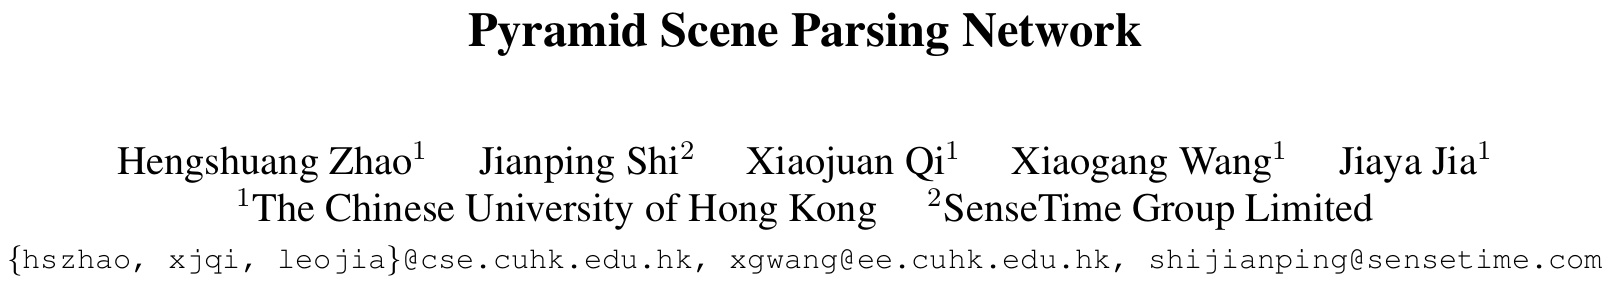 Pyramid Scene Parsing Network
Hengshuang Zhao¹ Jianping Shi² Xiaojuan Qi¹ Xiaogang Wang¹ Jiaya Jia¹
¹The Chinese University of Hong Kong ²SenseTime Group Limited
{hszhao, xjqi, leojia}@cse.cuhk.edu.hk, xgwang@ee.cuhk.edu.hk, shijianping@sensetime.com